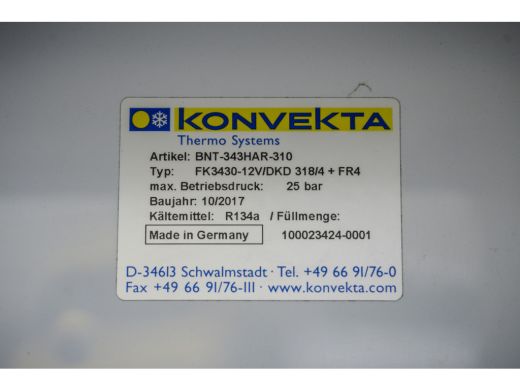 KONVEKTA
Thermo Systems
Artikel: BNT-343HAR-310
Typ: FK3430-12V/DKD 318/4 + FR4
max. Betriebsdruck: 25 bar
Baujahr: 10/2017
Kältemittel: R134a / Füllmenge:
Made in Germany 100023424-0001
D-34613 Schwalmstadt · Tel. +49 66 91/76-0
Fax +49 66 91/76-111 · www.konvekta.com